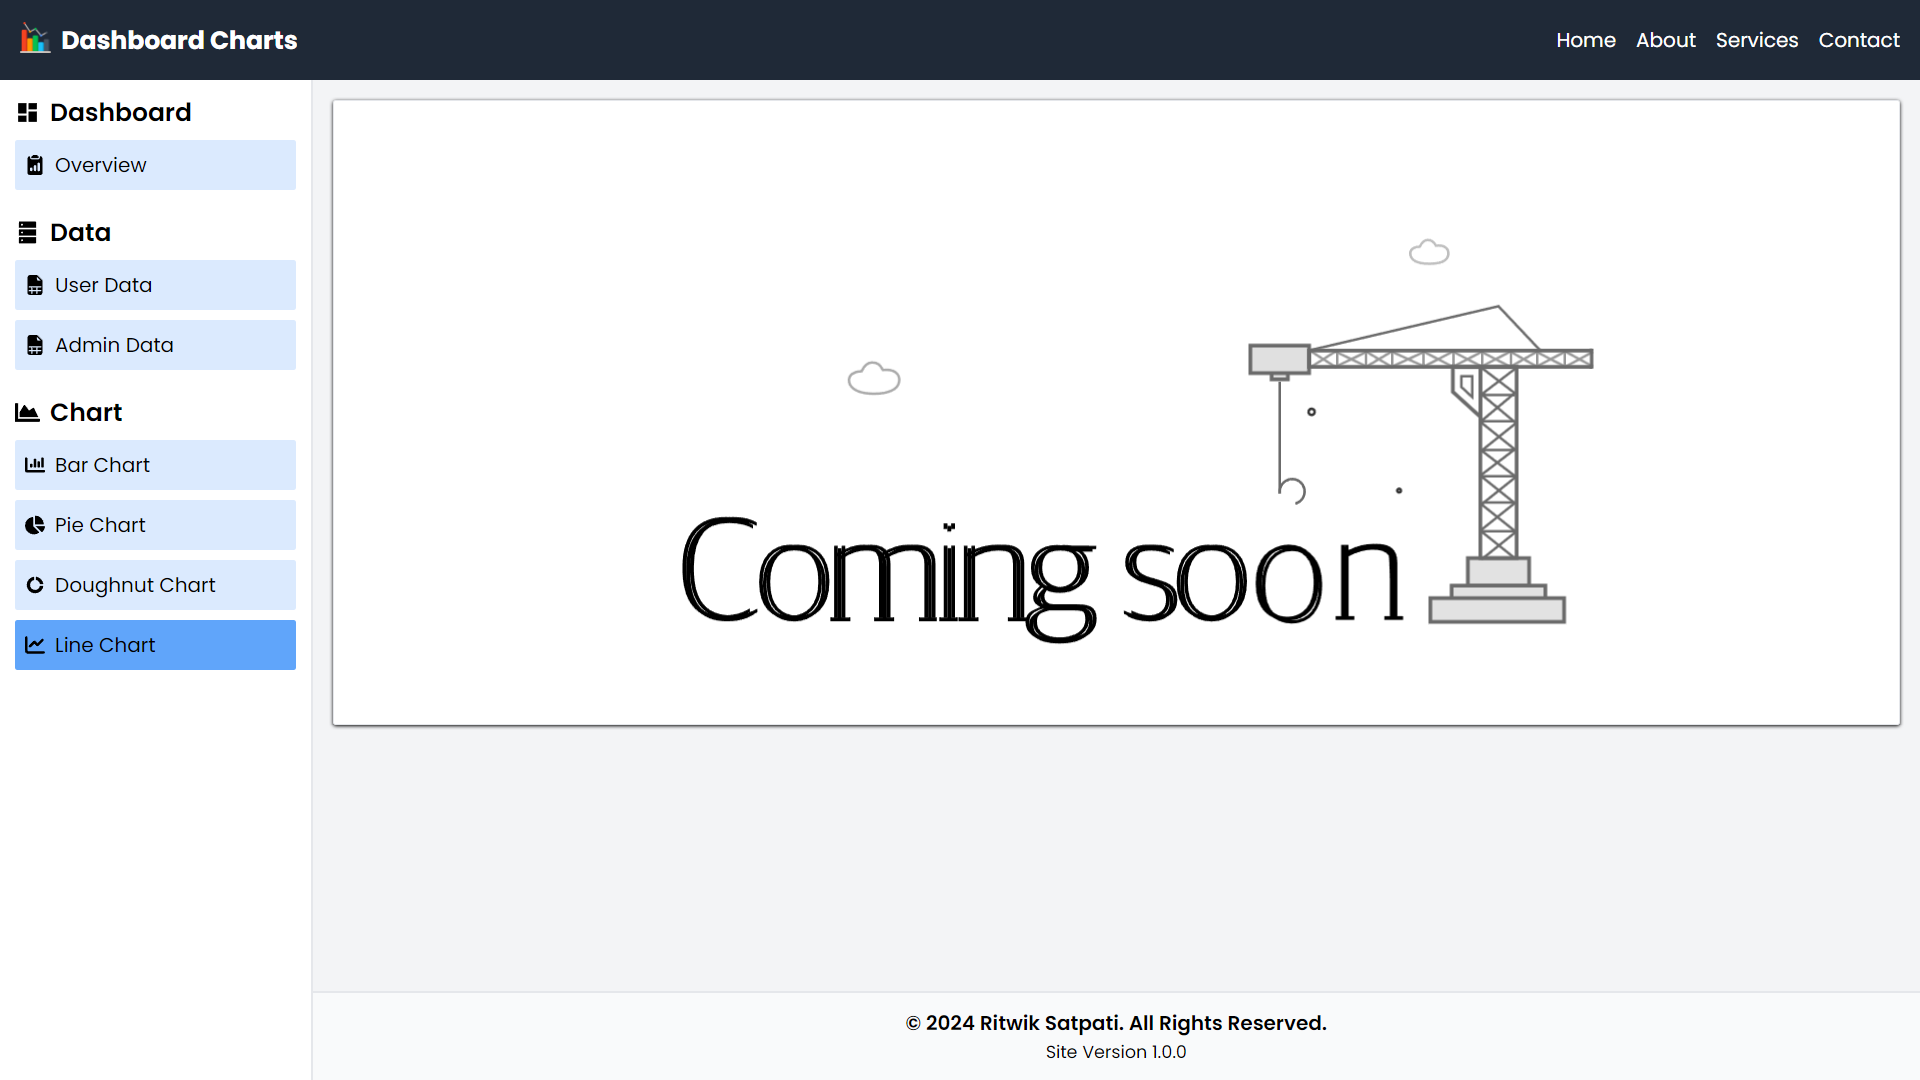 Dashboard Charts
Home About Services Contact
Dashboard
Overview
Data
User Data
Admin Data
Chart
Bar Chart
Pie Chart
Doughnut Chart
Line Chart
Coming soon
© 2024 Ritwik Satpati. All Rights Reserved.
Site Version 1.0.0